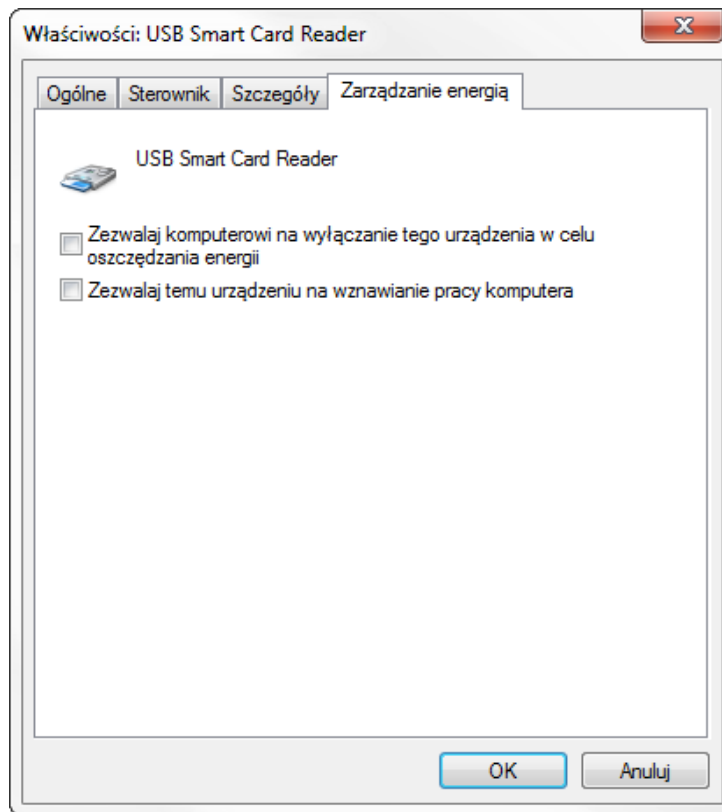 Właściwości: USB Smart Card Reader
Ogólne
Sterownik
Szczegóły
Zarządzanie energią
USB Smart Card Reader
Zezwalaj komputerowi na wyłączanie tego urządzenia w celu
oszczędzania energii
Zezwalaj temu urządzeniu na wznawianie pracy komputera
OK
Anuluj